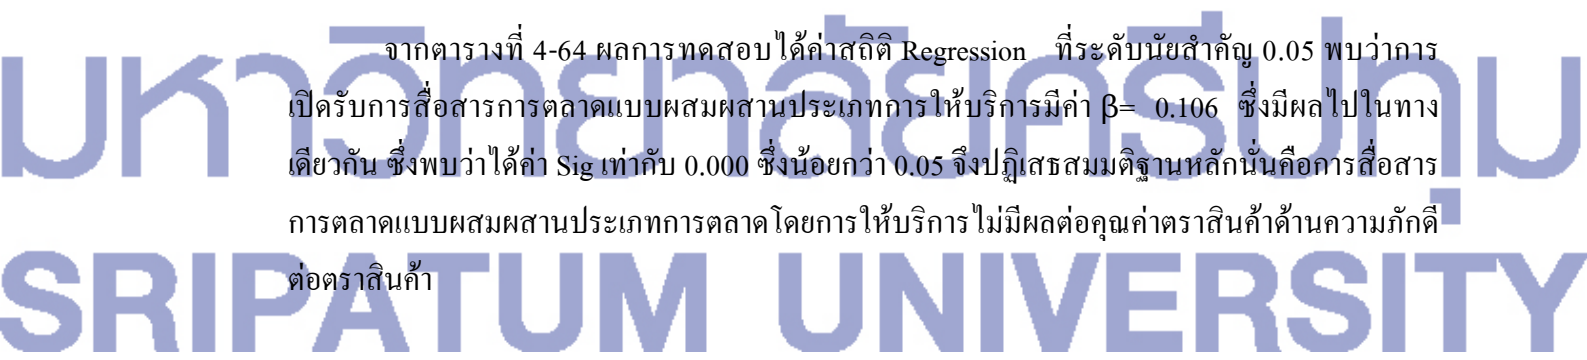 จากตารางที่ 4-64 ผลการทดสอบได้ค่าสถิติ Regression ที่ระดับนัยสำคัญ 0.05 พบว่าการ
เปิดรับการสื่อสารการตลาดแบบผสมผสานประเภทการให้บริการมีค่า β= 0.106 ซึ่งมีผลไปในทาง
เดียวกัน ซึ่งพบว่าได้ค่า Sig เท่ากับ 0.000 ซึ่งน้อยกว่า 0.05 จึงปฏิเสธสมมติฐานหลักนั่นคือการสื่อสาร
การตลาดแบบผสมผสานประเภทการตลาดโดยการให้บริการไม่มีผลต่อคุณค่าตราสินค้าด้านความภักดี
ต่อตราสินค้า
มหาวิทยาลัยศรีปทุม
SRIPATUM UNIVERSITY